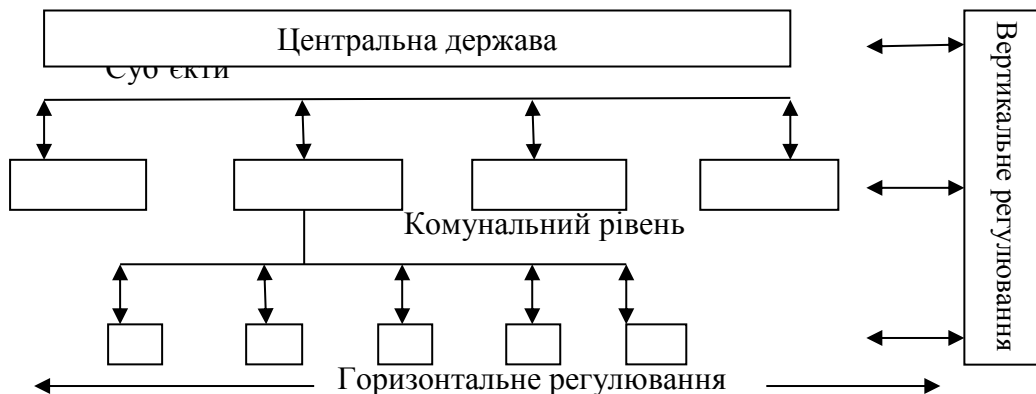 Центральна держава
Суб´єкти
Комунальний рівень
Горизонтальне регулювання
Вертикальне регулювання